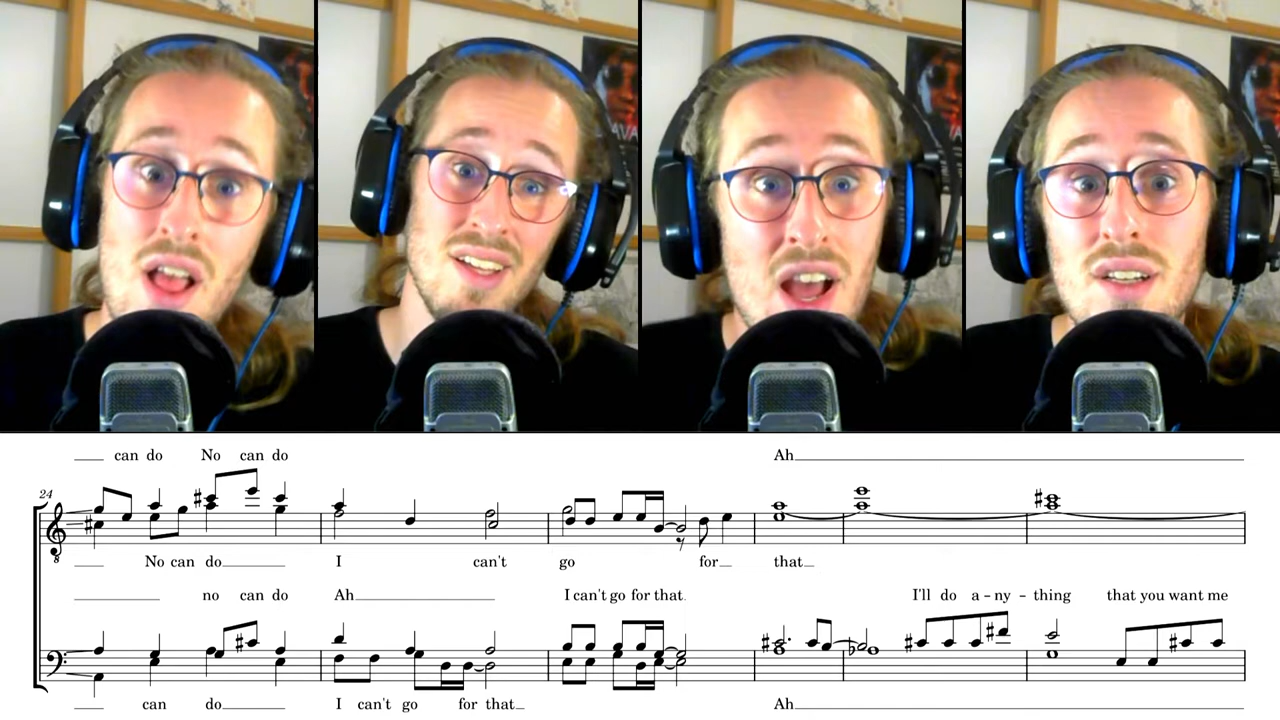 can do No can do Ah
24
8
No can do I can't go for that
no can do Ah I can't go for that I'll do a - ny - thing that you want me
can do I can't go for that Ah